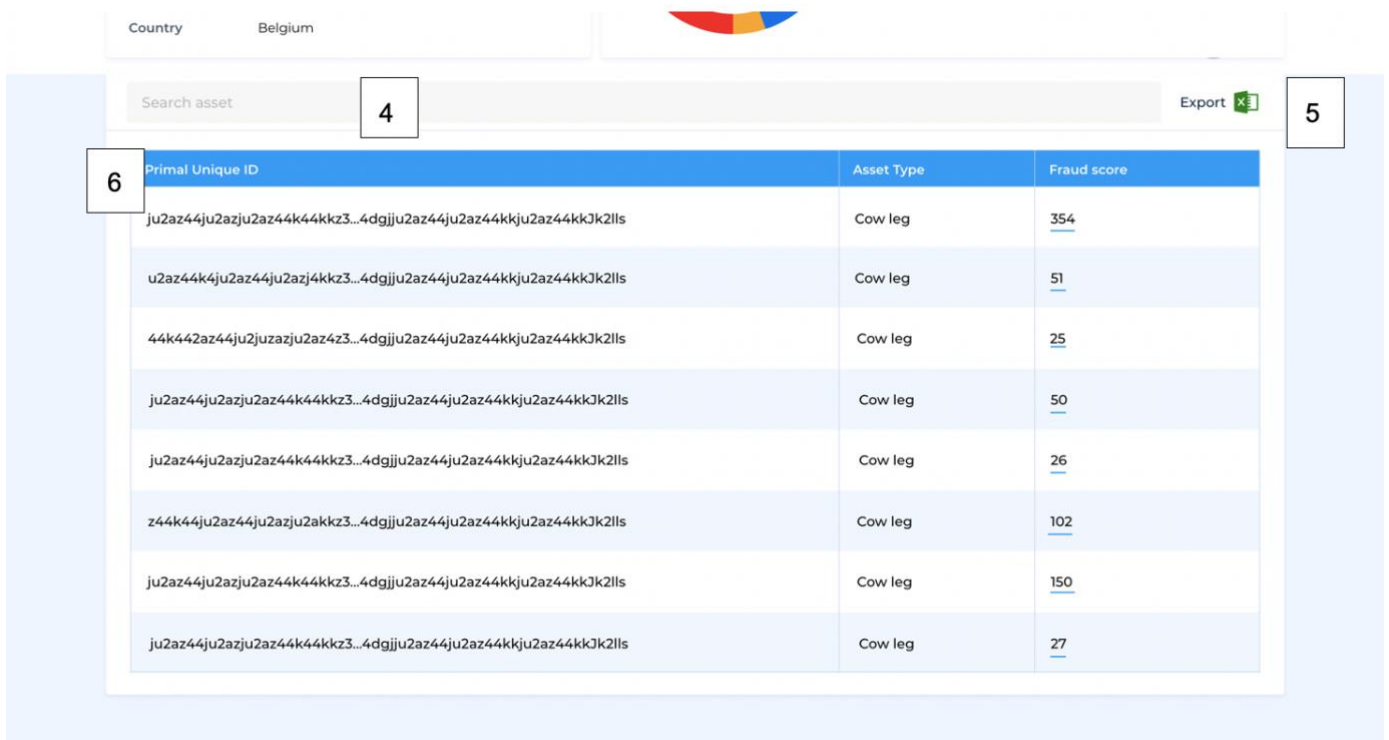 Country Belgium
Search asset 4 Export 5
6 Primal Unique ID Asset Type Fraud score
ju2az44ju2azju2az44k44kkz3...4dgjju2az44ju2az44kkju2az44kkJk2lls Cow leg 354
u2az44k4ju2az44ju2azj4kkz3...4dgjju2az44ju2az44kkju2az44kkJk2lls Cow leg 51
44k442az44ju2juzazju2az4z3...4dgjju2az44ju2az44kkju2az44kkJk2lls Cow leg 25
ju2az44ju2azju2az44k44kkz3...4dgjju2az44ju2az44kkju2az44kkJk2lls Cow leg 50
ju2az44ju2azju2az44k44kkz3...4dgjju2az44ju2az44kkju2az44kkJk2lls Cow leg 26
z44k44ju2az44ju2azju2akkz3...4dgjju2az44ju2az44kkju2az44kkJk2lls Cow leg 102
ju2az44ju2azju2az44k44kkz3...4dgjju2az44ju2az44kkju2az44kkJk2lls Cow leg 150
ju2az44ju2azju2az44k44kkz3...4dgjju2az44ju2az44kkju2az44kkJk2lls Cow leg 27